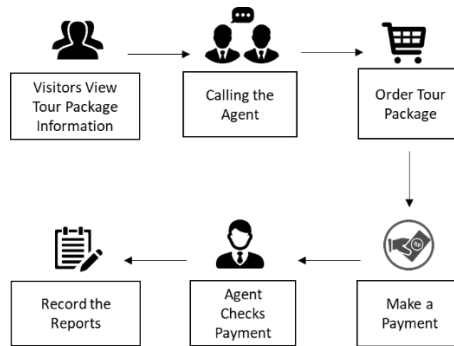 Visitors View
Tour Package
Information
Calling the
Agent
Order Tour
Package
Make a
Payment
Agent
Checks
Payment
Record the
Reports